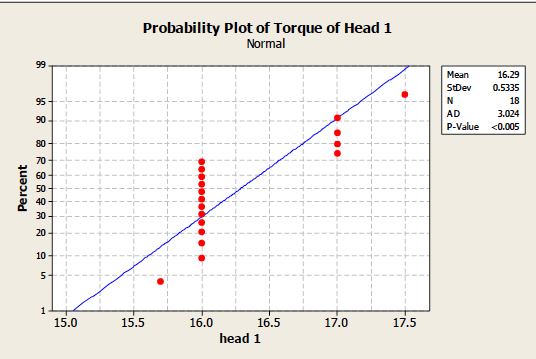 Probability Plot of Torque of Head 1
Normal
99
95
90
80
70
60
50
40
30
20
10
5
1
Percent
15.0 15.5 16.0 16.5 17.0 17.5
head 1
Mean 16.29
StDev 0.5335
N 18
AD 3.024
P-Value <0.005